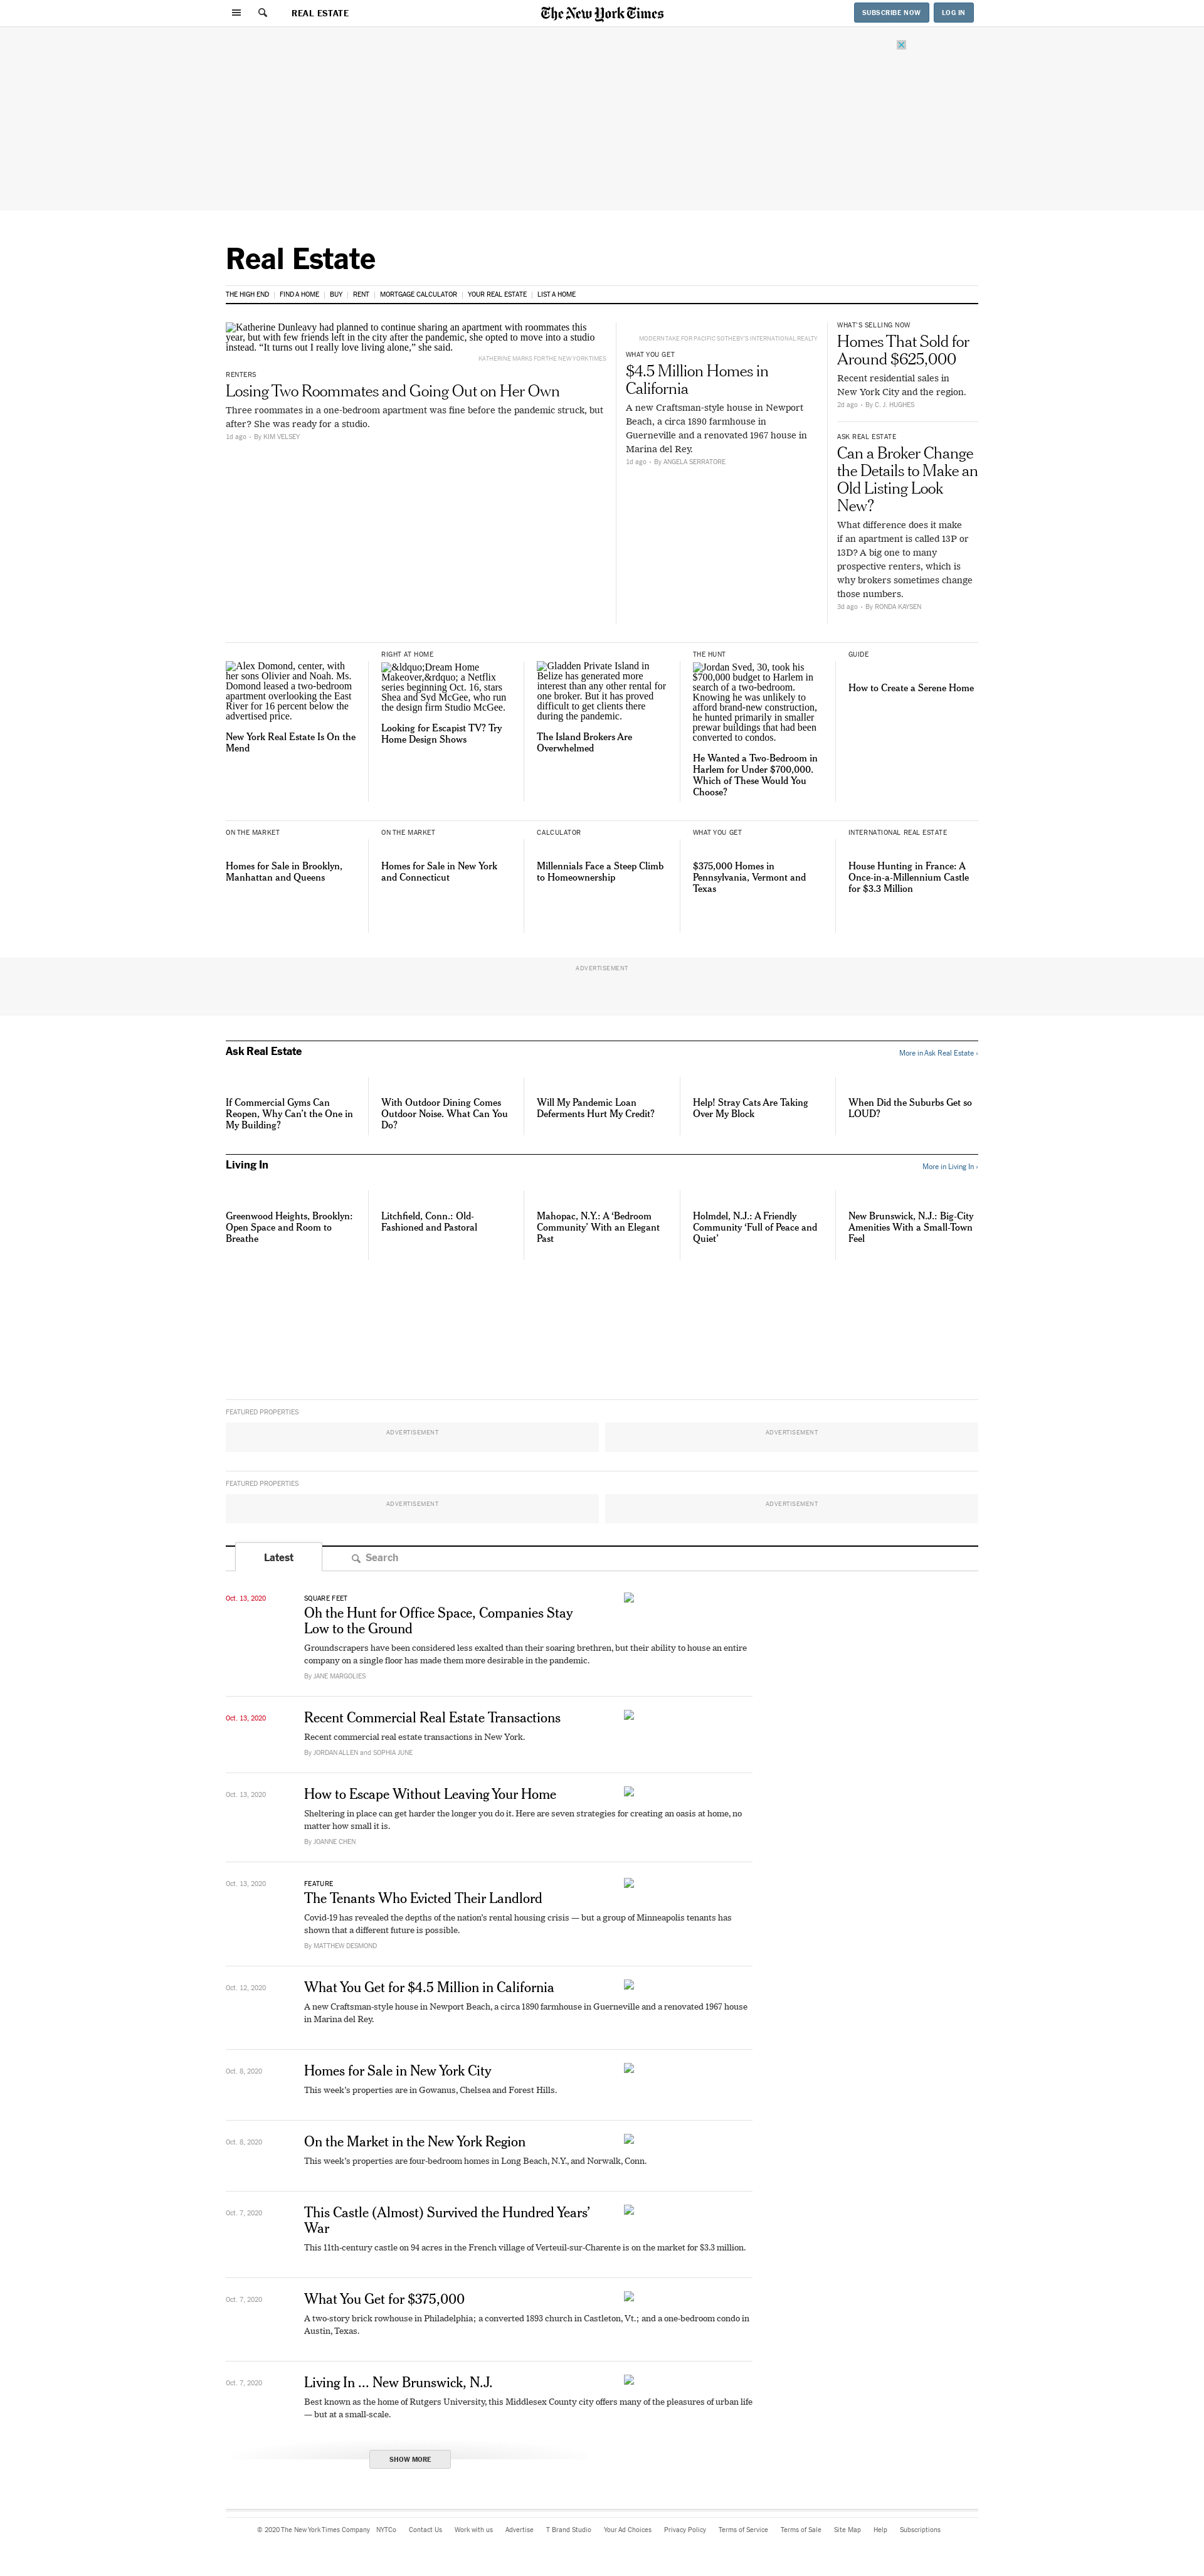 REAL ESTATE
The New York Times
SUBSCRIBE NOW
LOG IN
Real Estate
THE HIGH END | FIND A HOME | BUY | RENT | MORTGAGE CALCULATOR | YOUR REAL ESTATE | LIST A HOME
Katherine Dunleavy had planned to continue sharing an apartment with roommates this
year, but with few friends left in the city after the pandemic, she opted to move into a studio
instead. “It turns out I really love living alone,” she said.
KATHERINE MARKS FOR THE NEW YORK TIMES
RENTERS
Losing Two Roommates and Going Out on Her Own
Three roommates in a one-bedroom apartment was fine before the pandemic struck, but
after? She was ready for a studio.
1d ago · By KIM VELSEY
MODERN TAKE FOR PACIFIC SOTHEBY'S INTERNATIONAL REALTY
WHAT YOU GET
$4.5 Million Homes in
California
A new Craftsman-style house in Newport
Beach, a circa 1890 farmhouse in
Guerneville and a renovated 1967 house in
Marina del Rey.
1d ago · By ANGELA SERRATORE
WHAT'S SELLING NOW
Homes That Sold for
Around $625,000
Recent residential sales in
New York City and the region.
2d ago · By C. J. HUGHES
ASK REAL ESTATE
Can a Broker Change
the Details to Make an
Old Listing Look
New?
What difference does it make
if an apartment is called 13P or
13D? A big one to many
prospective renters, which is
why brokers sometimes change
those numbers.
3d ago · By RONDA KAYSEN
Alex Domond, center, with
her sons Olivier and Noah. Ms.
Domond leased a two-bedroom
apartment overlooking the East
River for 16 percent below the
advertised price.
New York Real Estate Is On the
Mend
RIGHT AT HOME
&ldquo;Dream Home
Makeover,&rdquo; a Netflix
series beginning Oct. 16, stars
Shea and Syd McGee, who run
the design firm Studio McGee.
Looking for Escapist TV? Try
Home Design Shows
Gladden Private Island in
Belize has generated more
interest than any other rental for
one broker. But it has proved
difficult to get clients there
during the pandemic.
The Island Brokers Are
Overwhelmed
THE HUNT
Jordan Sved, 30, took his
$700,000 budget to Harlem in
search of a two-bedroom.
Knowing he was unlikely to
afford brand-new construction,
he hunted primarily in smaller
prewar buildings that had been
converted to condos.
He Wanted a Two-Bedroom in
Harlem for Under $700,000.
Which of These Would You
Choose?
GUIDE
How to Create a Serene Home
ON THE MARKET
Homes for Sale in Brooklyn,
Manhattan and Queens
ON THE MARKET
Homes for Sale in New York
and Connecticut
CALCULATOR
Millennials Face a Steep Climb
to Homeownership
WHAT YOU GET
$375,000 Homes in
Pennsylvania, Vermont and
Texas
INTERNATIONAL REAL ESTATE
House Hunting in France: A
Once-in-a-Millennium Castle
for $3.3 Million
ADVERTISEMENT
Ask Real Estate
More in Ask Real Estate ›
If Commercial Gyms Can
Reopen, Why Can't the One in
My Building?
With Outdoor Dining Comes
Outdoor Noise. What Can You
Do?
Will My Pandemic Loan
Deferments Hurt My Credit?
Help! Stray Cats Are Taking
Over My Block
When Did the Suburbs Get so
LOUD?
Living In
More in Living In ›
Greenwood Heights, Brooklyn:
Open Space and Room to
Breathe
Litchfield, Conn.: Old-
Fashioned and Pastoral
Mahopac, N.Y.: A ‘Bedroom
Community’ With an Elegant
Past
Holmdel, N.J.: A Friendly
Community ‘Full of Peace and
Quiet’
New Brunswick, N.J.: Big-City
Amenities With a Small-Town
Feel
FEATURED PROPERTIES
ADVERTISEMENT
ADVERTISEMENT
FEATURED PROPERTIES
ADVERTISEMENT
ADVERTISEMENT
Latest
Search
Oct. 13, 2020
SQUARE FEET
Oh the Hunt for Office Space, Companies Stay
Low to the Ground
Groundscrapers have been considered less exalted than their soaring brethren, but their ability to house an entire
company on a single floor has made them more desirable in the pandemic.
By JANE MARGOLIES
Oct. 13, 2020
Recent Commercial Real Estate Transactions
Recent commercial real estate transactions in New York.
By JORDAN ALLEN and SOPHIA JUNE
Oct. 13, 2020
How to Escape Without Leaving Your Home
Sheltering in place can get harder the longer you do it. Here are seven strategies for creating an oasis at home, no
matter how small it is.
By JOANNE CHEN
Oct. 13, 2020
FEATURE
The Tenants Who Evicted Their Landlord
Covid-19 has revealed the depths of the nation's rental housing crisis — but a group of Minneapolis tenants has
shown that a different future is possible.
By MATTHEW DESMOND
Oct. 12, 2020
What You Get for $4.5 Million in California
A new Craftsman-style house in Newport Beach, a circa 1890 farmhouse in Guerneville and a renovated 1967 house
in Marina del Rey.
Oct. 8, 2020
Homes for Sale in New York City
This week's properties are in Gowanus, Chelsea and Forest Hills.
Oct. 8, 2020
On the Market in the New York Region
This week's properties are four-bedroom homes in Long Beach, N.Y., and Norwalk, Conn.
Oct. 7, 2020
This Castle (Almost) Survived the Hundred Years'
War
This 11th-century castle on 94 acres in the French village of Verteuil-sur-Charente is on the market for $3.3 million.
Oct. 7, 2020
What You Get for $375,000
A two-story brick rowhouse in Philadelphia; a converted 1893 church in Castleton, Vt.; and a one-bedroom condo in
Austin, Texas.
Oct. 7, 2020
Living In ... New Brunswick, N.J.
Best known as the home of Rutgers University, this Middlesex County city offers many of the pleasures of urban life
— but at a small-scale.
SHOW MORE
© 2020 The New York Times Company NYTCo Contact Us Work with us Advertise T Brand Studio Your Ad Choices Privacy Policy Terms of Service Terms of Sale Site Map Help Subscriptions